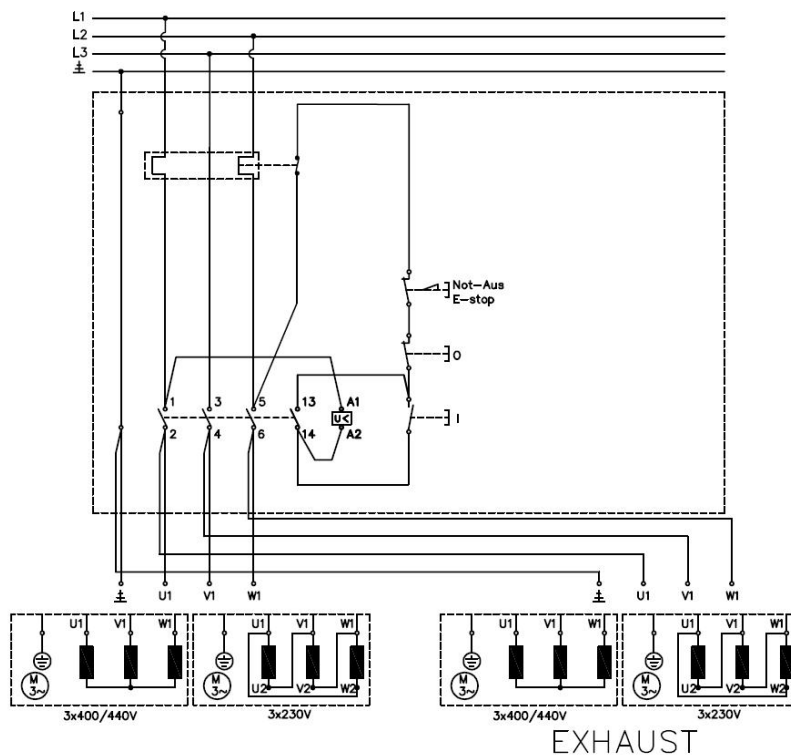 L1
L2
L3
Not-Aus
E-stop
O
1 3 5 13 A1
U< I
2 4 6 14 A2
U1 V1 W1 U1 V1 W1
U1 V1 W1 U1 V1 W1 U1 V1 W1 U1 V1 W1
M M M M
3~ 3~ 3~ 3~
U2 V2 W2 U2 V2 W2
3x400/440V 3x230V 3x400/440V 3x230V
EXHAUST